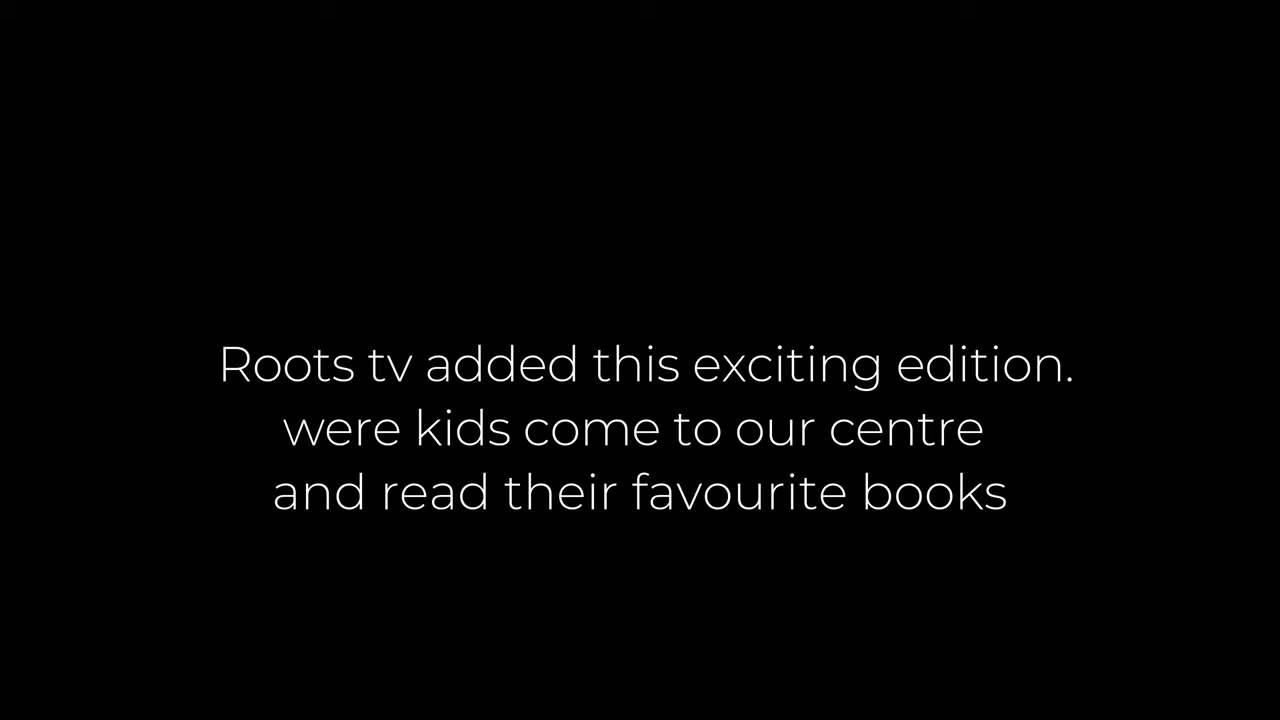 Roots tv added this exciting edition.
were kids come to our centre
and read their favourite books